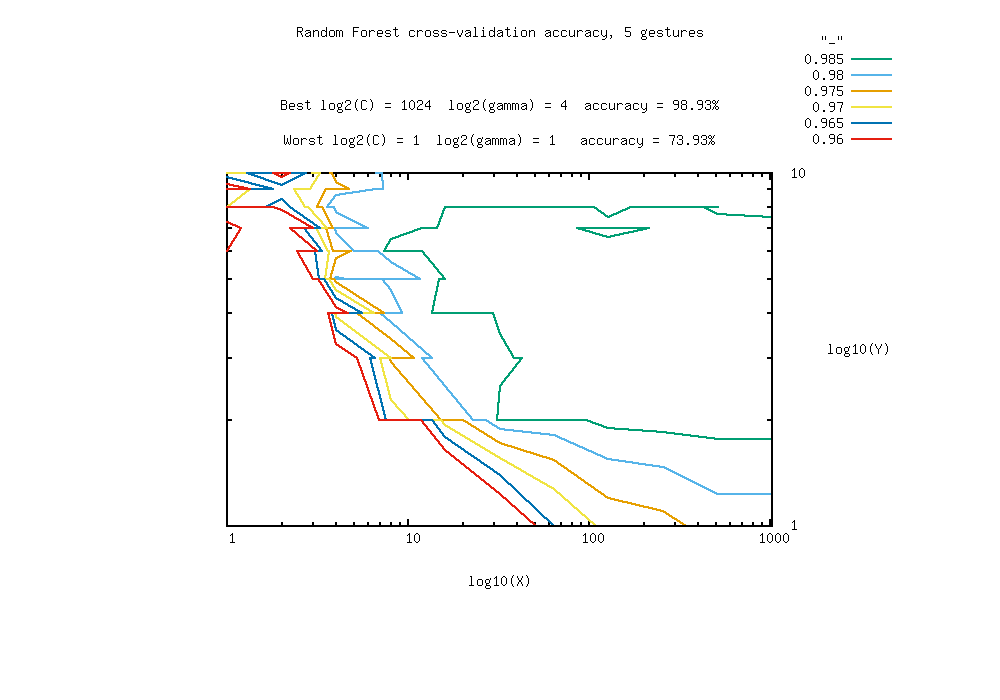 Random Forest cross-validation accuracy, 5 gestures
"_"
0.985
0.98
0.975
0.97
0.965
0.96
Best log2(C) = 1024  log2(gamma) = 4  accuracy = 98.93%
Worst log2(C) = 1  log2(gamma) = 1   accuracy = 73.93%
10
log10(Y)
1
1 10 100 1000
log10(X)